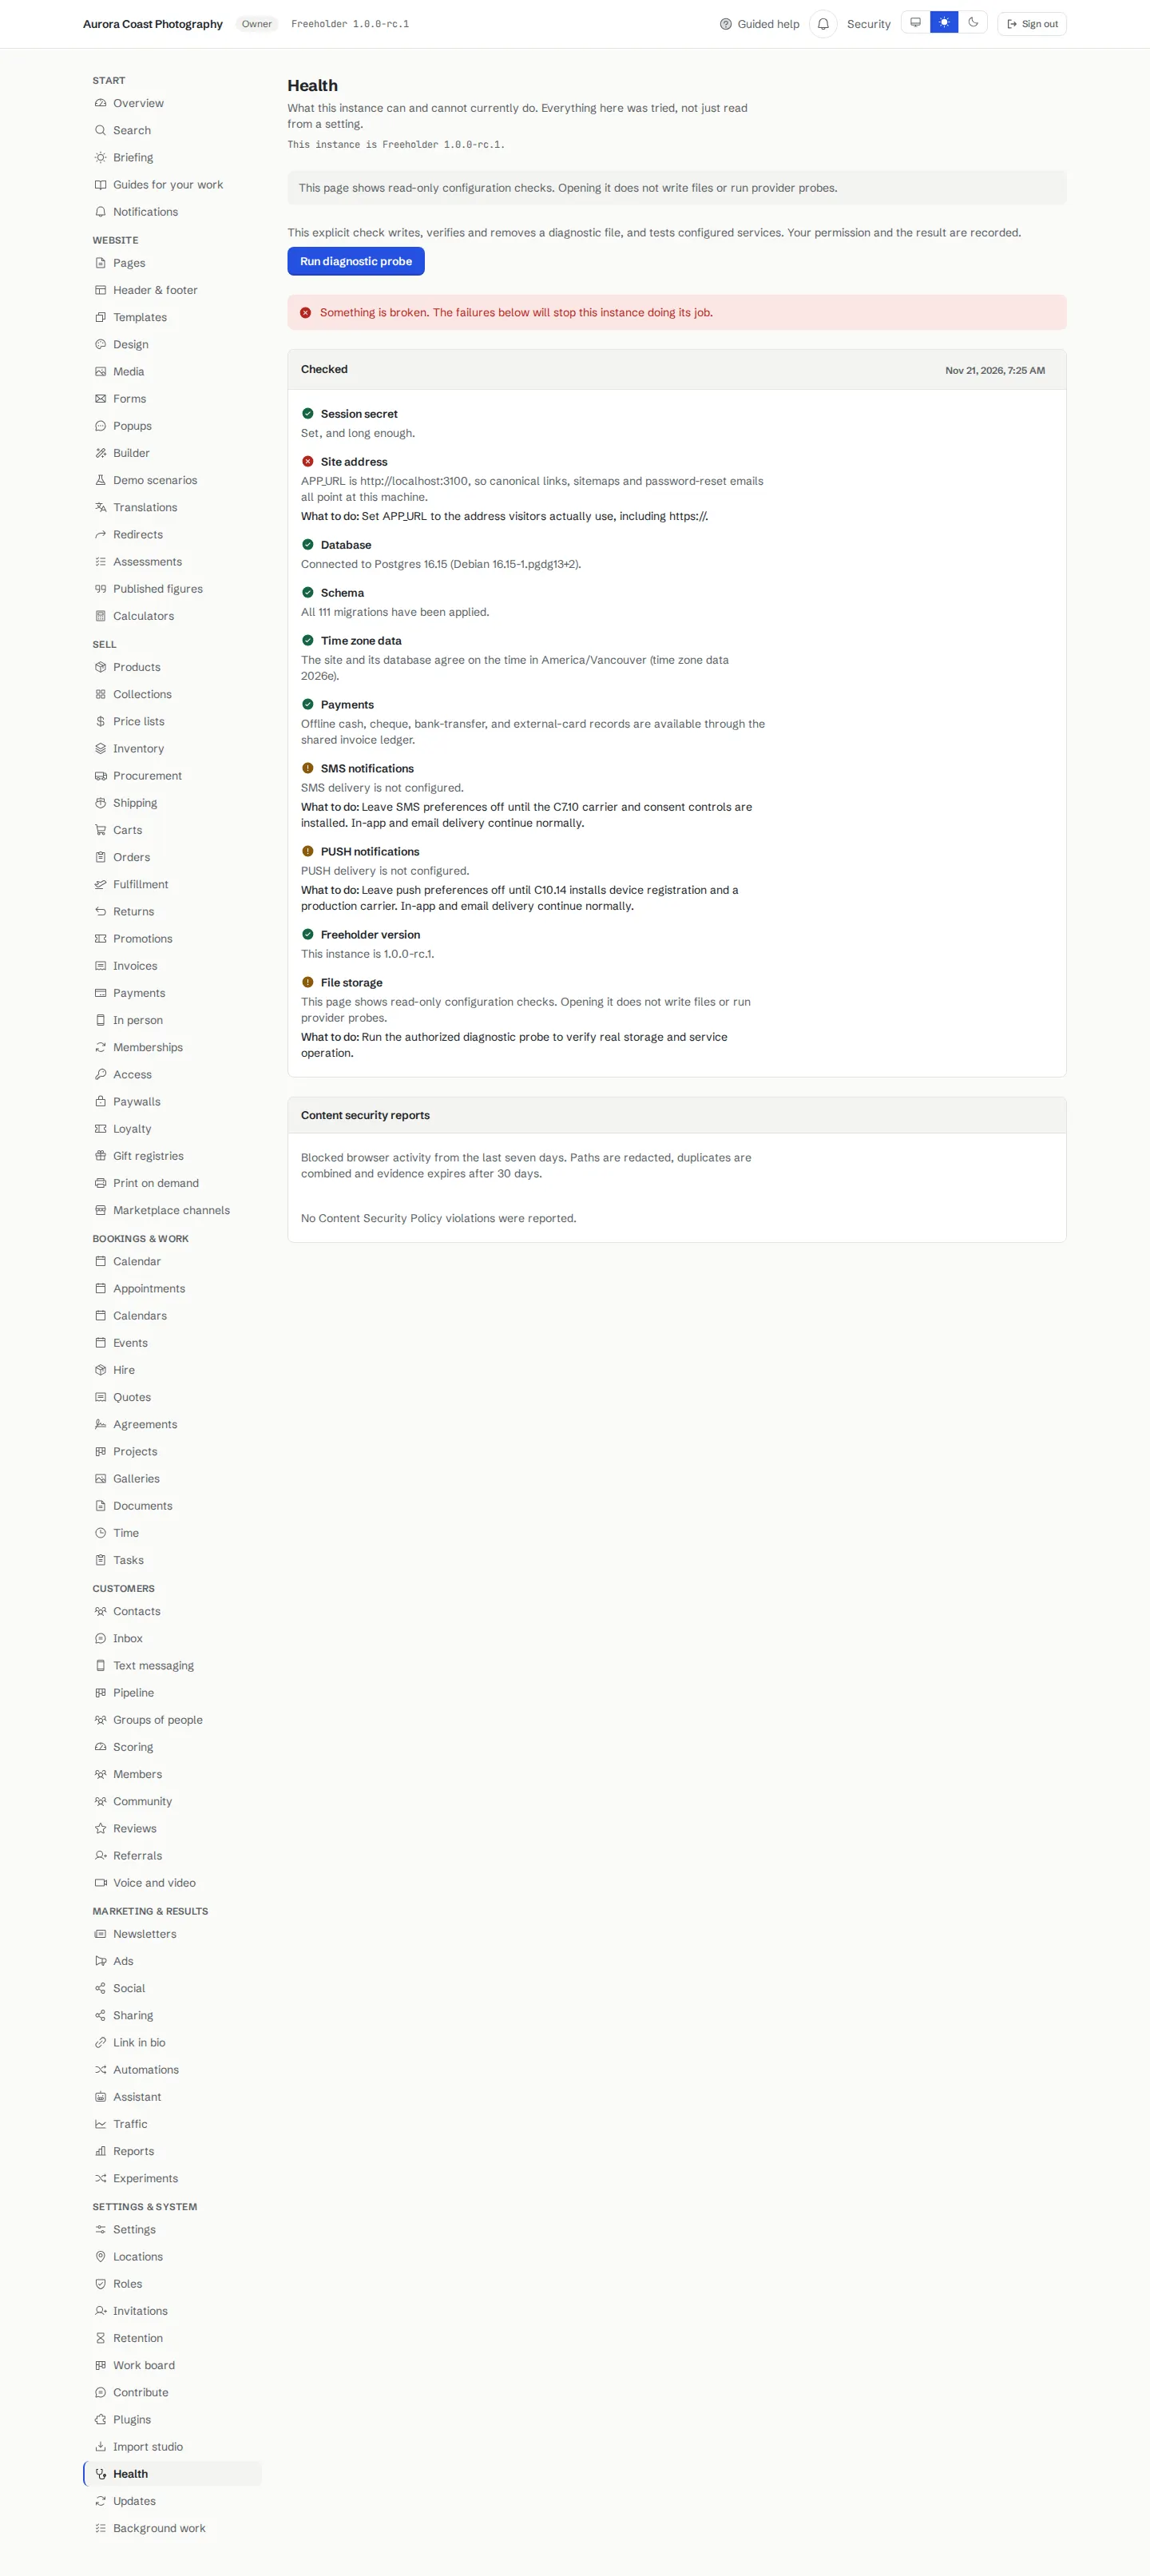 Aurora Coast Photography
Owner
Freeholder 1.0.0-rc.1
Guided help
Security
Sign out
START
Overview
Search
Briefing
Guides for your work
Notifications
WEBSITE
Pages
Header & footer
Templates
Design
Media
Forms
Popups
Builder
Demo scenarios
Translations
Redirects
Assessments
Published figures
Calculators
SELL
Products
Collections
Price lists
Inventory
Procurement
Shipping
Carts
Orders
Fulfillment
Returns
Promotions
Invoices
Payments
In person
Memberships
Access
Paywalls
Loyalty
Gift registries
Print on demand
Marketplace channels
BOOKINGS & WORK
Calendar
Appointments
Calendars
Events
Hire
Quotes
Agreements
Projects
Galleries
Documents
Time
Tasks
CUSTOMERS
Contacts
Inbox
Text messaging
Pipeline
Groups of people
Scoring
Members
Community
Reviews
Referrals
Voice and video
MARKETING & RESULTS
Newsletters
Ads
Social
Sharing
Link in bio
Automations
Assistant
Traffic
Reports
Experiments
SETTINGS & SYSTEM
Settings
Locations
Roles
Invitations
Retention
Work board
Contribute
Plugins
Import studio
Health
Updates
Background work
Health
What this instance can and cannot currently do. Everything here was tried, not just read
from a setting.
This instance is Freeholder 1.0.0-rc.1.
This page shows read-only configuration checks. Opening it does not write files or run provider probes.
This explicit check writes, verifies and removes a diagnostic file, and tests configured services. Your permission and the result are recorded.
Run diagnostic probe
Something is broken. The failures below will stop this instance doing its job.
Checked
Nov 21, 2026, 7:25 AM
Session secret
Set, and long enough.
Site address
APP_URL is http://localhost:3100, so canonical links, sitemaps and password-reset emails
all point at this machine.
What to do: Set APP_URL to the address visitors actually use, including https://.
Database
Connected to Postgres 16.15 (Debian 16.15-1.pgdg13+2).
Schema
All 111 migrations have been applied.
Time zone data
The site and its database agree on the time in America/Vancouver (time zone data
2026e).
Payments
Offline cash, cheque, bank-transfer, and external-card records are available through the
shared invoice ledger.
SMS notifications
SMS delivery is not configured.
What to do: Leave SMS preferences off until the C7.10 carrier and consent controls are
installed. In-app and email delivery continue normally.
PUSH notifications
PUSH delivery is not configured.
What to do: Leave push preferences off until C10.14 installs device registration and a
production carrier. In-app and email delivery continue normally.
Freeholder version
This instance is 1.0.0-rc.1.
File storage
This page shows read-only configuration checks. Opening it does not write files or run
provider probes.
What to do: Run the authorized diagnostic probe to verify real storage and service
operation.
Content security reports
Blocked browser activity from the last seven days. Paths are redacted, duplicates are
combined and evidence expires after 30 days.
No Content Security Policy violations were reported.